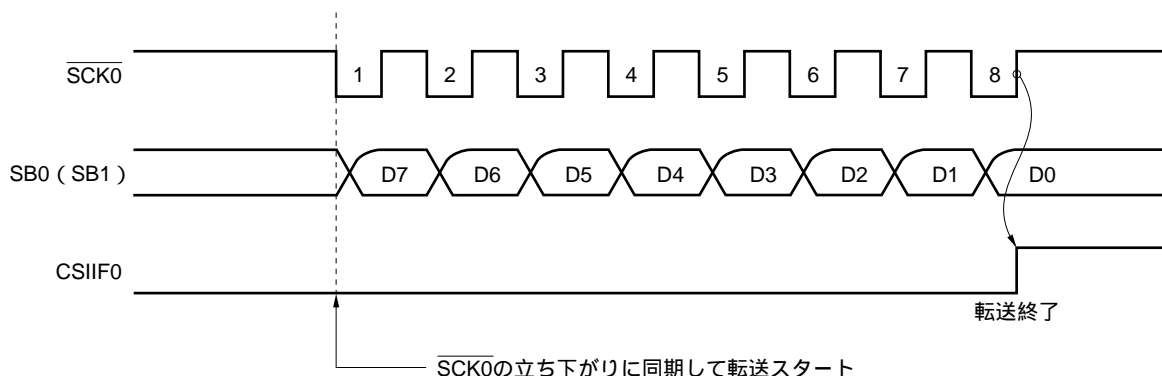 SCK0
1 2 3 4 5 6 7 8
SB0 ( SB1 )
D7 D6 D5 D4 D3 D2 D1 D0
CSIIF0
転送終了
SCK0の立ち下がりに同期して転送スタート